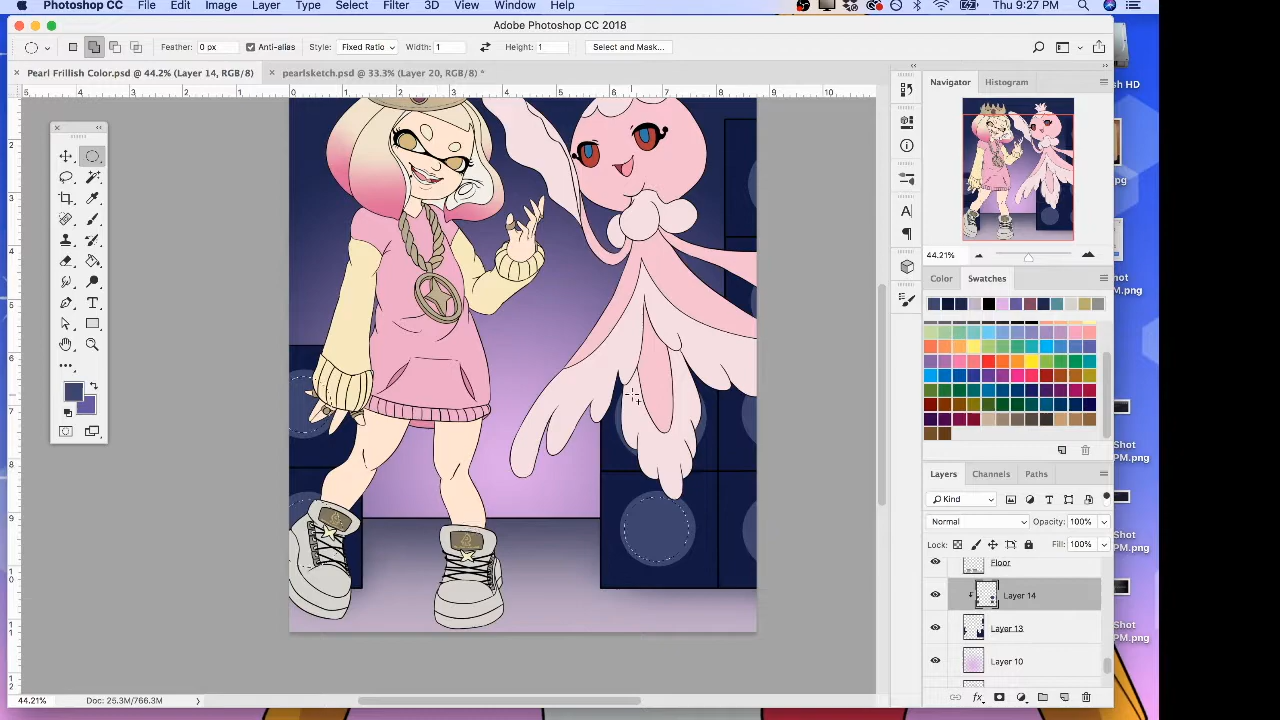 Photoshop CC File Edit Image Layer Type Select Filter 3D View Window Help Thu 9:27 PM
Adobe Photoshop CC 2018
Feather: 0 px Anti-alias Style: Fixed Ratio Width: Height: 1 Select and Mask...
Pearl Frillish Color.psd @ 44.2% (Layer 14, RGB/8) pearlsketch.psd @ 33.3% (Layer 20, RGB/8) *
Navigator Histogram
44.21%
Color Swatches
Layers Channels Paths
Kind
Normal Opacity: 100%
Lock: Fill: 100%
Floor
Layer 14
Layer 13
Layer 10
44.21% Doc: 25.3M/766.3M